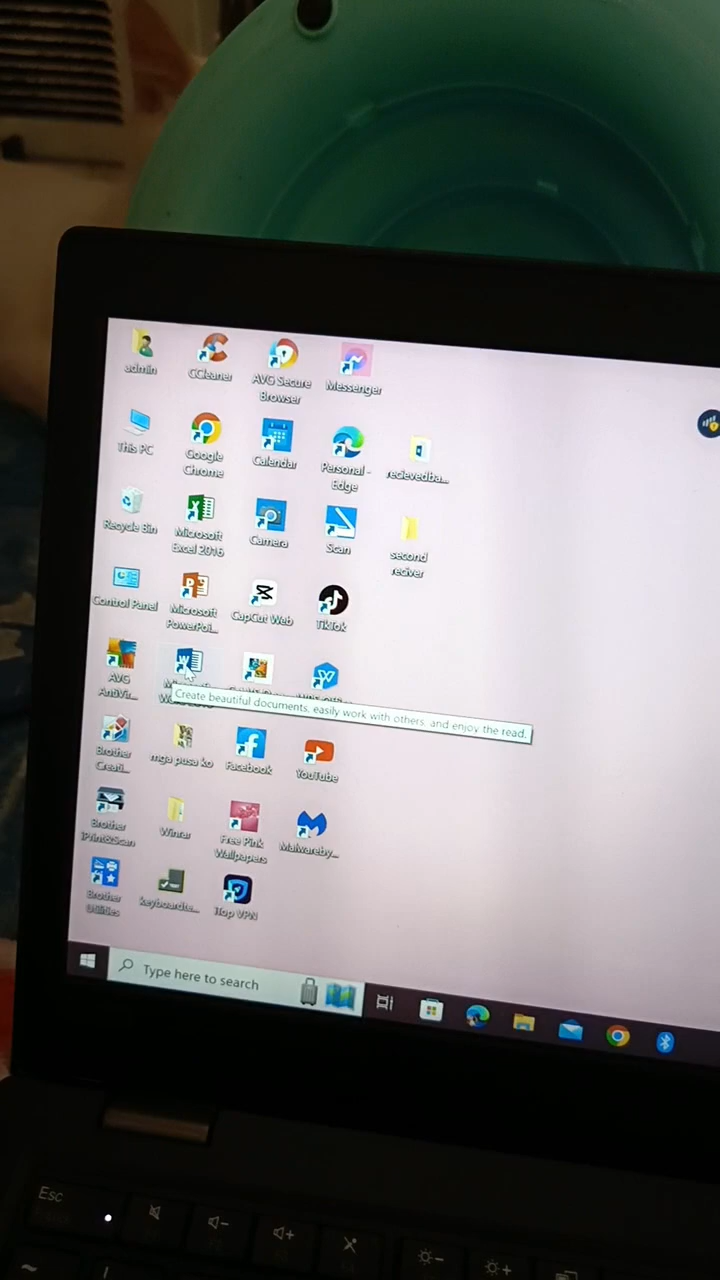 admin
CCleaner
AVG Secure
Browser
Messenger
This PC
Google
Chrome
Calendar
Personal -
Edge
recievedba...
Recycle Bin
Microsoft
Excel 2016
Camera
Scan
second
reciver
Control Panel
Microsoft
PowerPoi...
CapCut Web
TikTok
AVG
AntiVir...
Create beautiful documents, easily work with others, and enjoy the read.
Brother
Creati...
mga pusa ko
Facebook
YouTube
Brother
iPrint&Scan
Winrar
Free Pink
Wallpapers
Malwareby...
Brother
Utilities
keyboardte...
iTop VPN
Type here to search
Esc